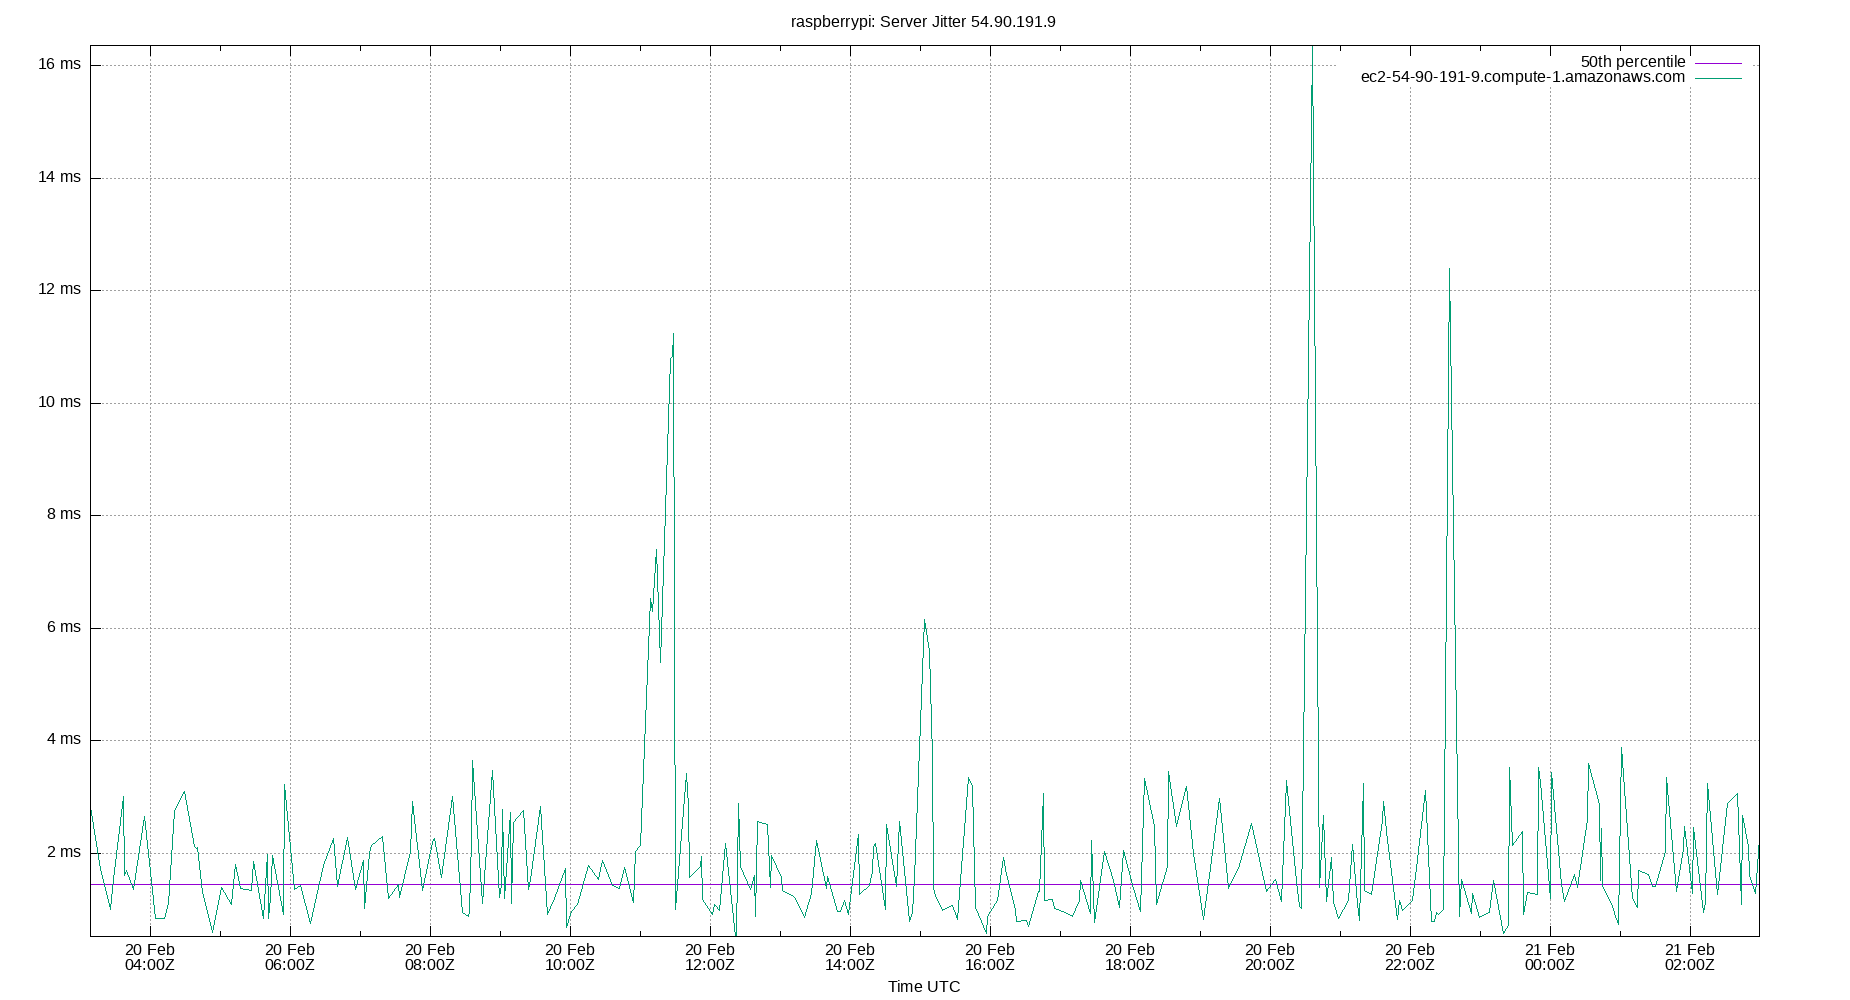 raspberrypi: Server Jitter 54.90.191.9
50th percentile
ec2-54-90-191-9.compute-1.amazonaws.com
16 ms
14 ms
12 ms
10 ms
8 ms
6 ms
4 ms
2 ms
20 Feb 20 Feb 20 Feb 20 Feb 20 Feb 20 Feb 20 Feb 20 Feb 20 Feb 20 Feb 21 Feb 21 Feb
04:00Z 06:00Z 08:00Z 10:00Z 12:00Z 14:00Z 16:00Z 18:00Z 20:00Z 22:00Z 00:00Z 02:00Z
Time UTC